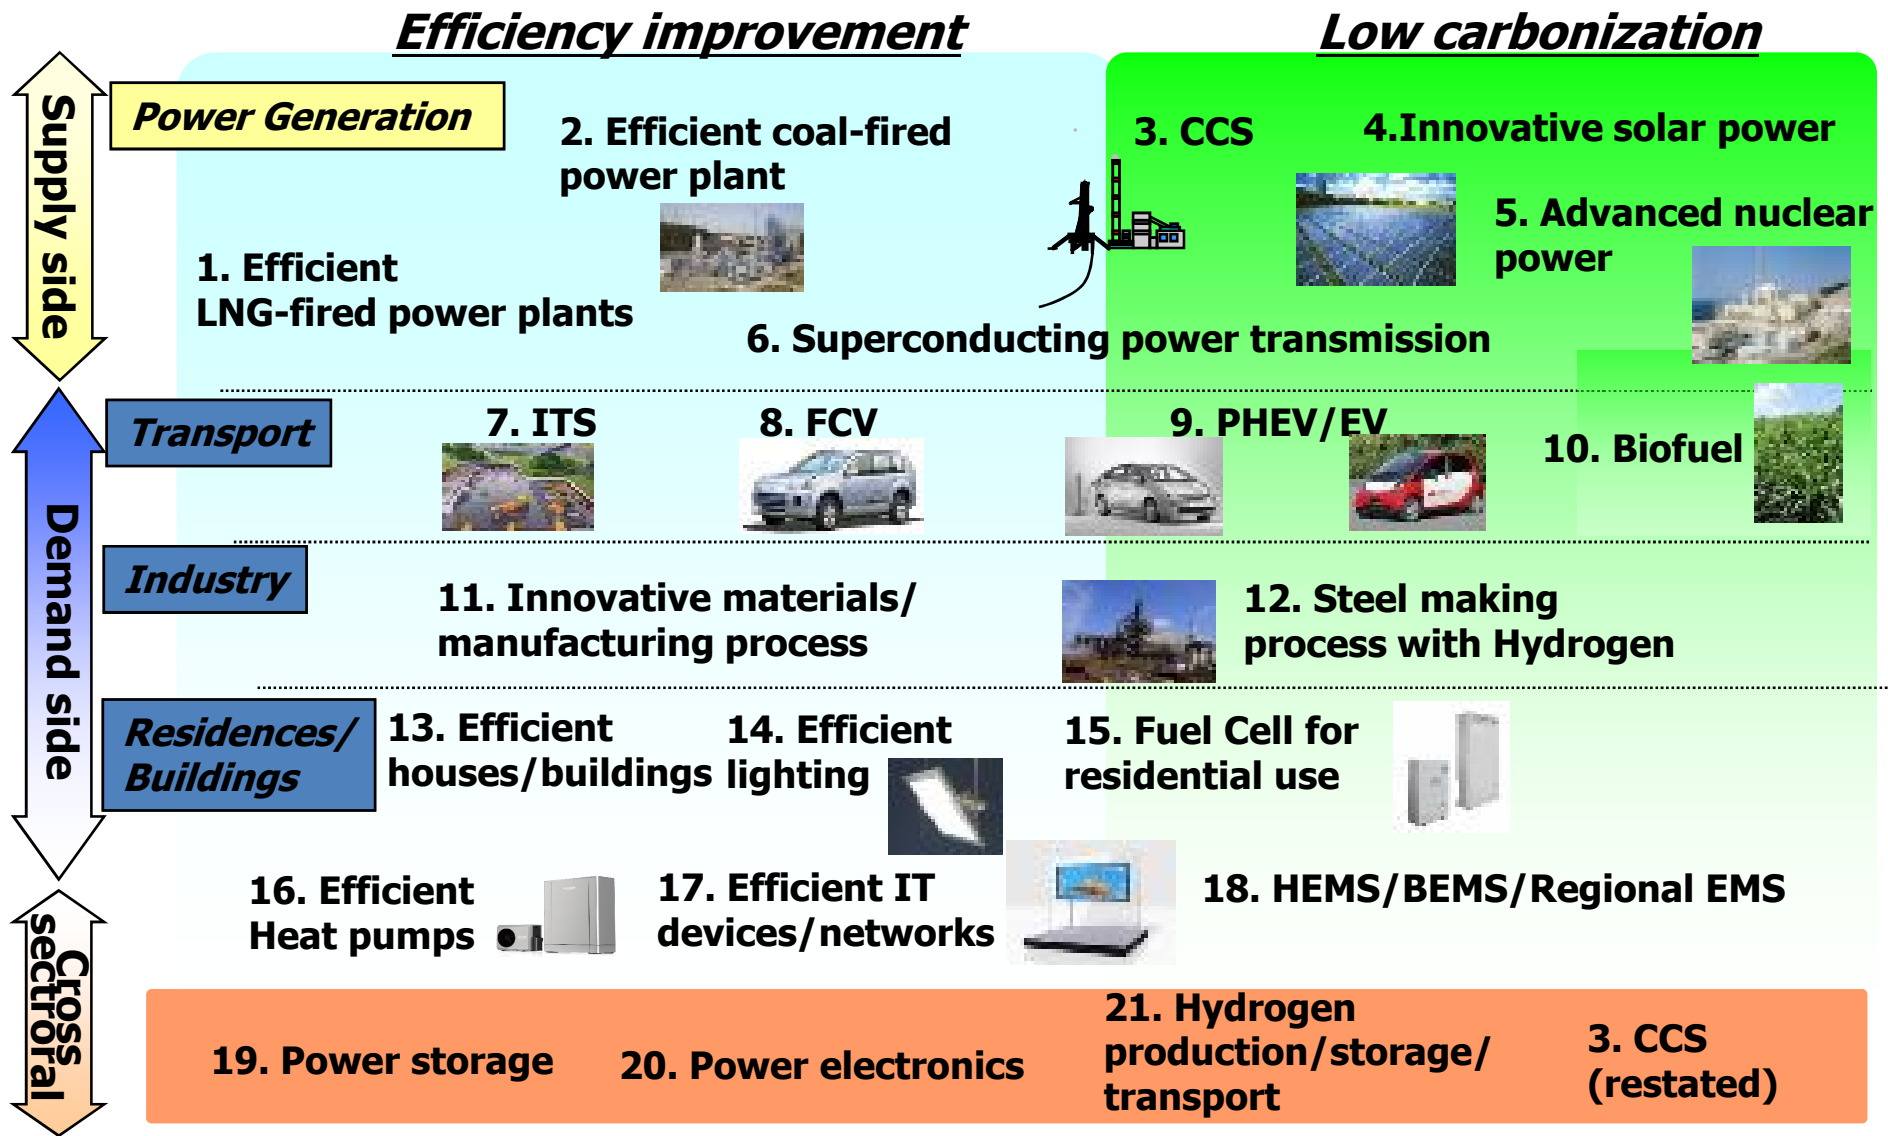 Efficiency improvement
Low carbonization
Supply side
Power Generation
2. Efficient coal-fired
power plant
3. CCS
4.Innovative solar power
5. Advanced nuclear
power
1. Efficient
LNG-fired power plants
6. Superconducting power transmission
Demand side
Transport
7. ITS
8. FCV
9. PHEV/EV
10. Biofuel
Industry
11. Innovative materials/
manufacturing process
12. Steel making
process with Hydrogen
Residences/
Buildings
13. Efficient
houses/buildings
14. Efficient
lighting
15. Fuel Cell for
residential use
16. Efficient
Heat pumps
17. Efficient IT
devices/networks
18. HEMS/BEMS/Regional EMS
Cross
sectroral
19. Power storage
20. Power electronics
21. Hydrogen
production/storage/
transport
3. CCS
(restated)